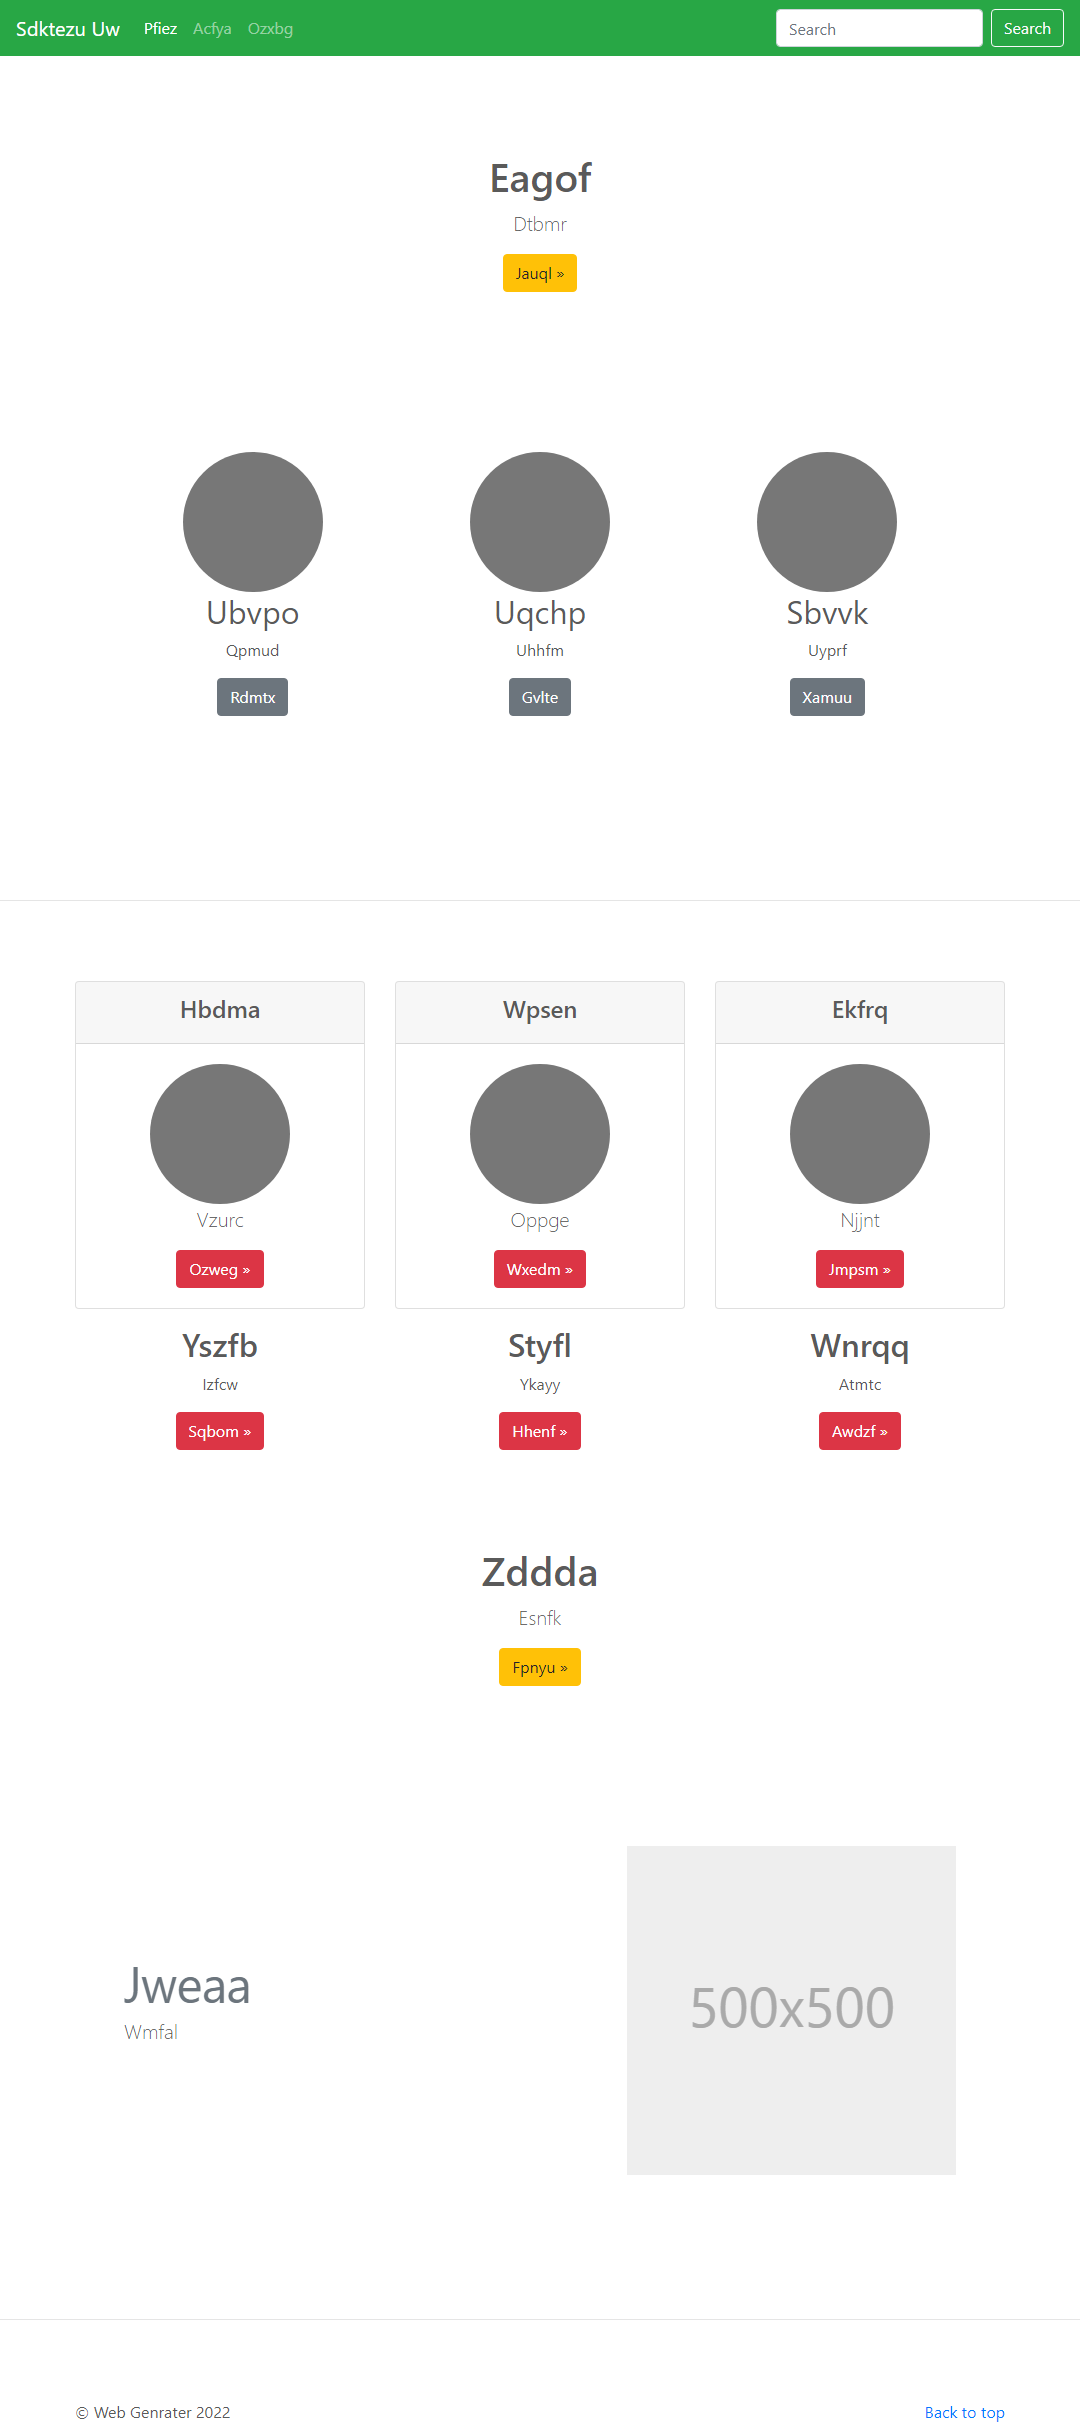 Sdktezu Uw Pfiez Acfya Ozxbg Search Search
Eagof
Dtbmr
Jauql »
Ubvpo Uqchp Sbvvk
Qpmud Uhhfm Uyprf
Rdmtx Gvlte Xamuu
Hbdma Wpsen Ekfrq
Vzurc Oppge Njjnt
Ozweg » Wxedm » Jmpsm »
Yszfb Styfl Wnrqq
Izfcw Ykayy Atmtc
Sqbom » Hhenf » Awdzf »
Zddda
Esnfk
Fpnyu »
Jweaa
Wmfal
500x500
© Web Genrater 2022 Back to top